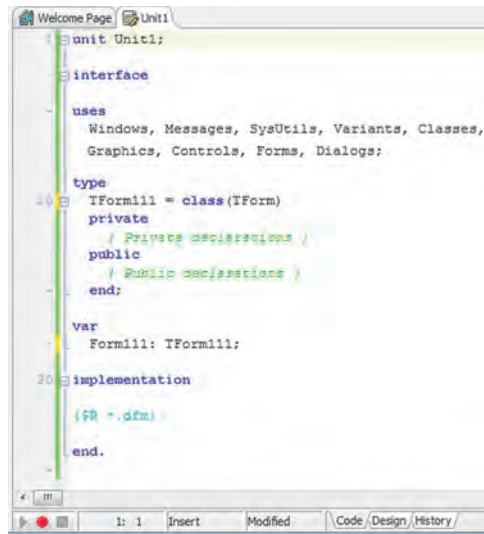 Welcome Page Unit1
unit Unit1;
interface
uses
Windows, Messages, SysUtils, Variants, Classes,
Graphics, Controls, Forms, Dialogs;
type
10
TForm111 = class(TForm)
private
{ Private declarations }
public
{ Public declarations }
end;
var
Form111: TForm111;
20 implementation
{$R *.dfm}
end.
1: 1 Insert Modified Code Design History